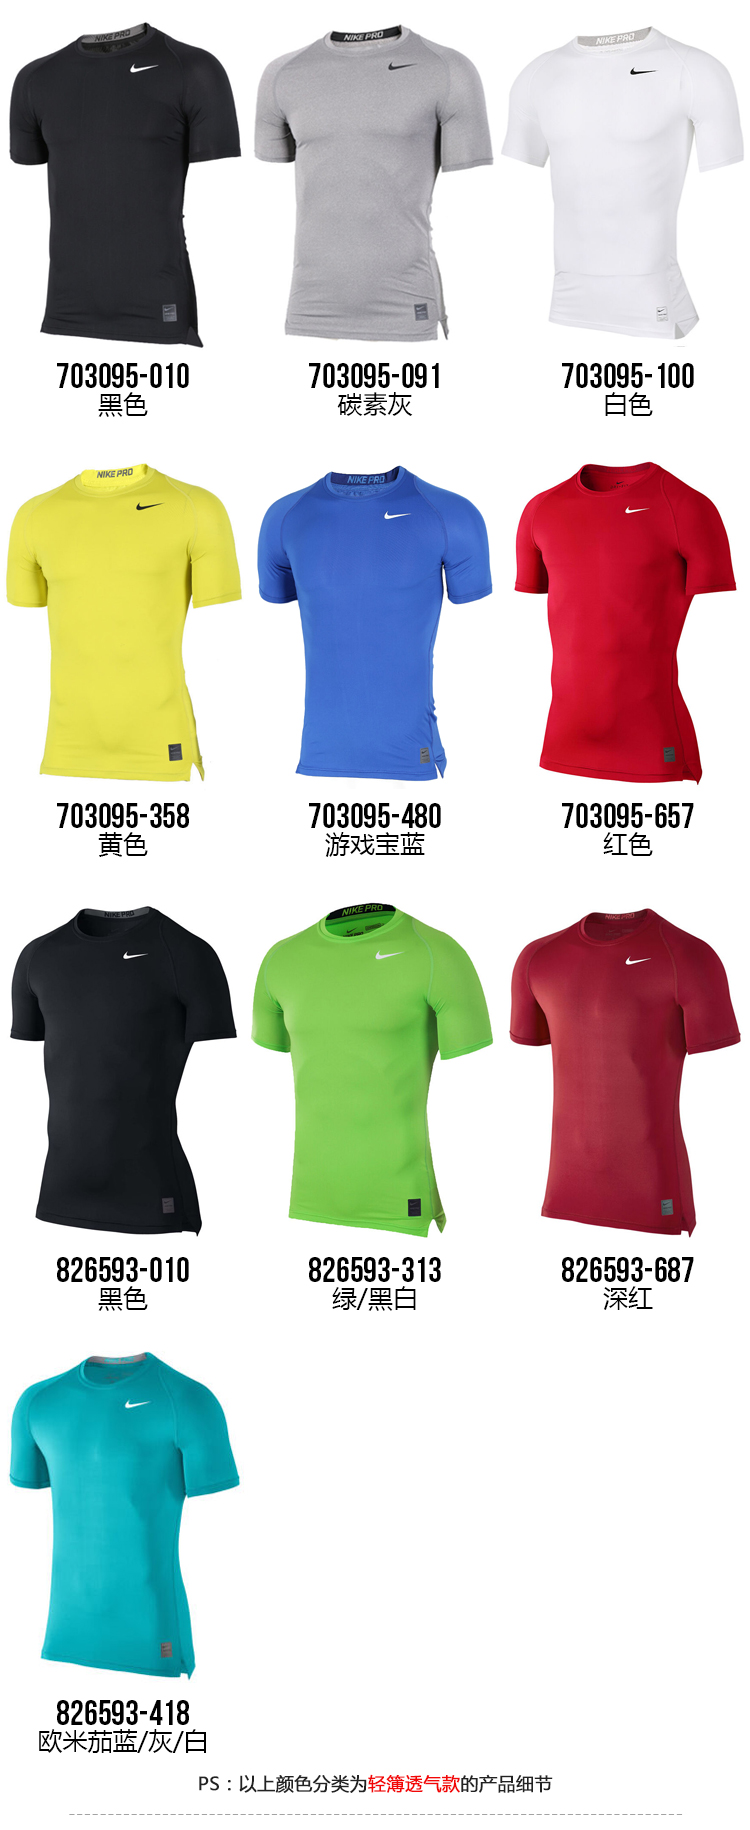 NIKE PRO
NIKE PRO
NIKE PRO
703095-010
黑色
703095-091
碳素灰
703095-100
白色
NIKE PRO
NIKE PRO
703095-358
黄色
703095-480
游戏宝蓝
703095-657
红色
NIKE PRO
NIKE PRO
NIKE PRO
826593-010
黑色
826593-313
绿/黑白
826593-687
深红
826593-418
欧米茄蓝/灰/白
PS：以上颜色分类为轻簿透气款的产品细节